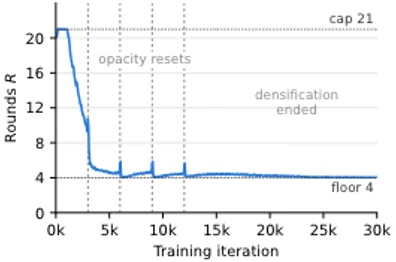 cap 21
opacity resets
densification
ended
floor 4
Rounds R
20
16
12
8
4
0
0k
5k
10k
15k
20k
25k
30k
Training iteration